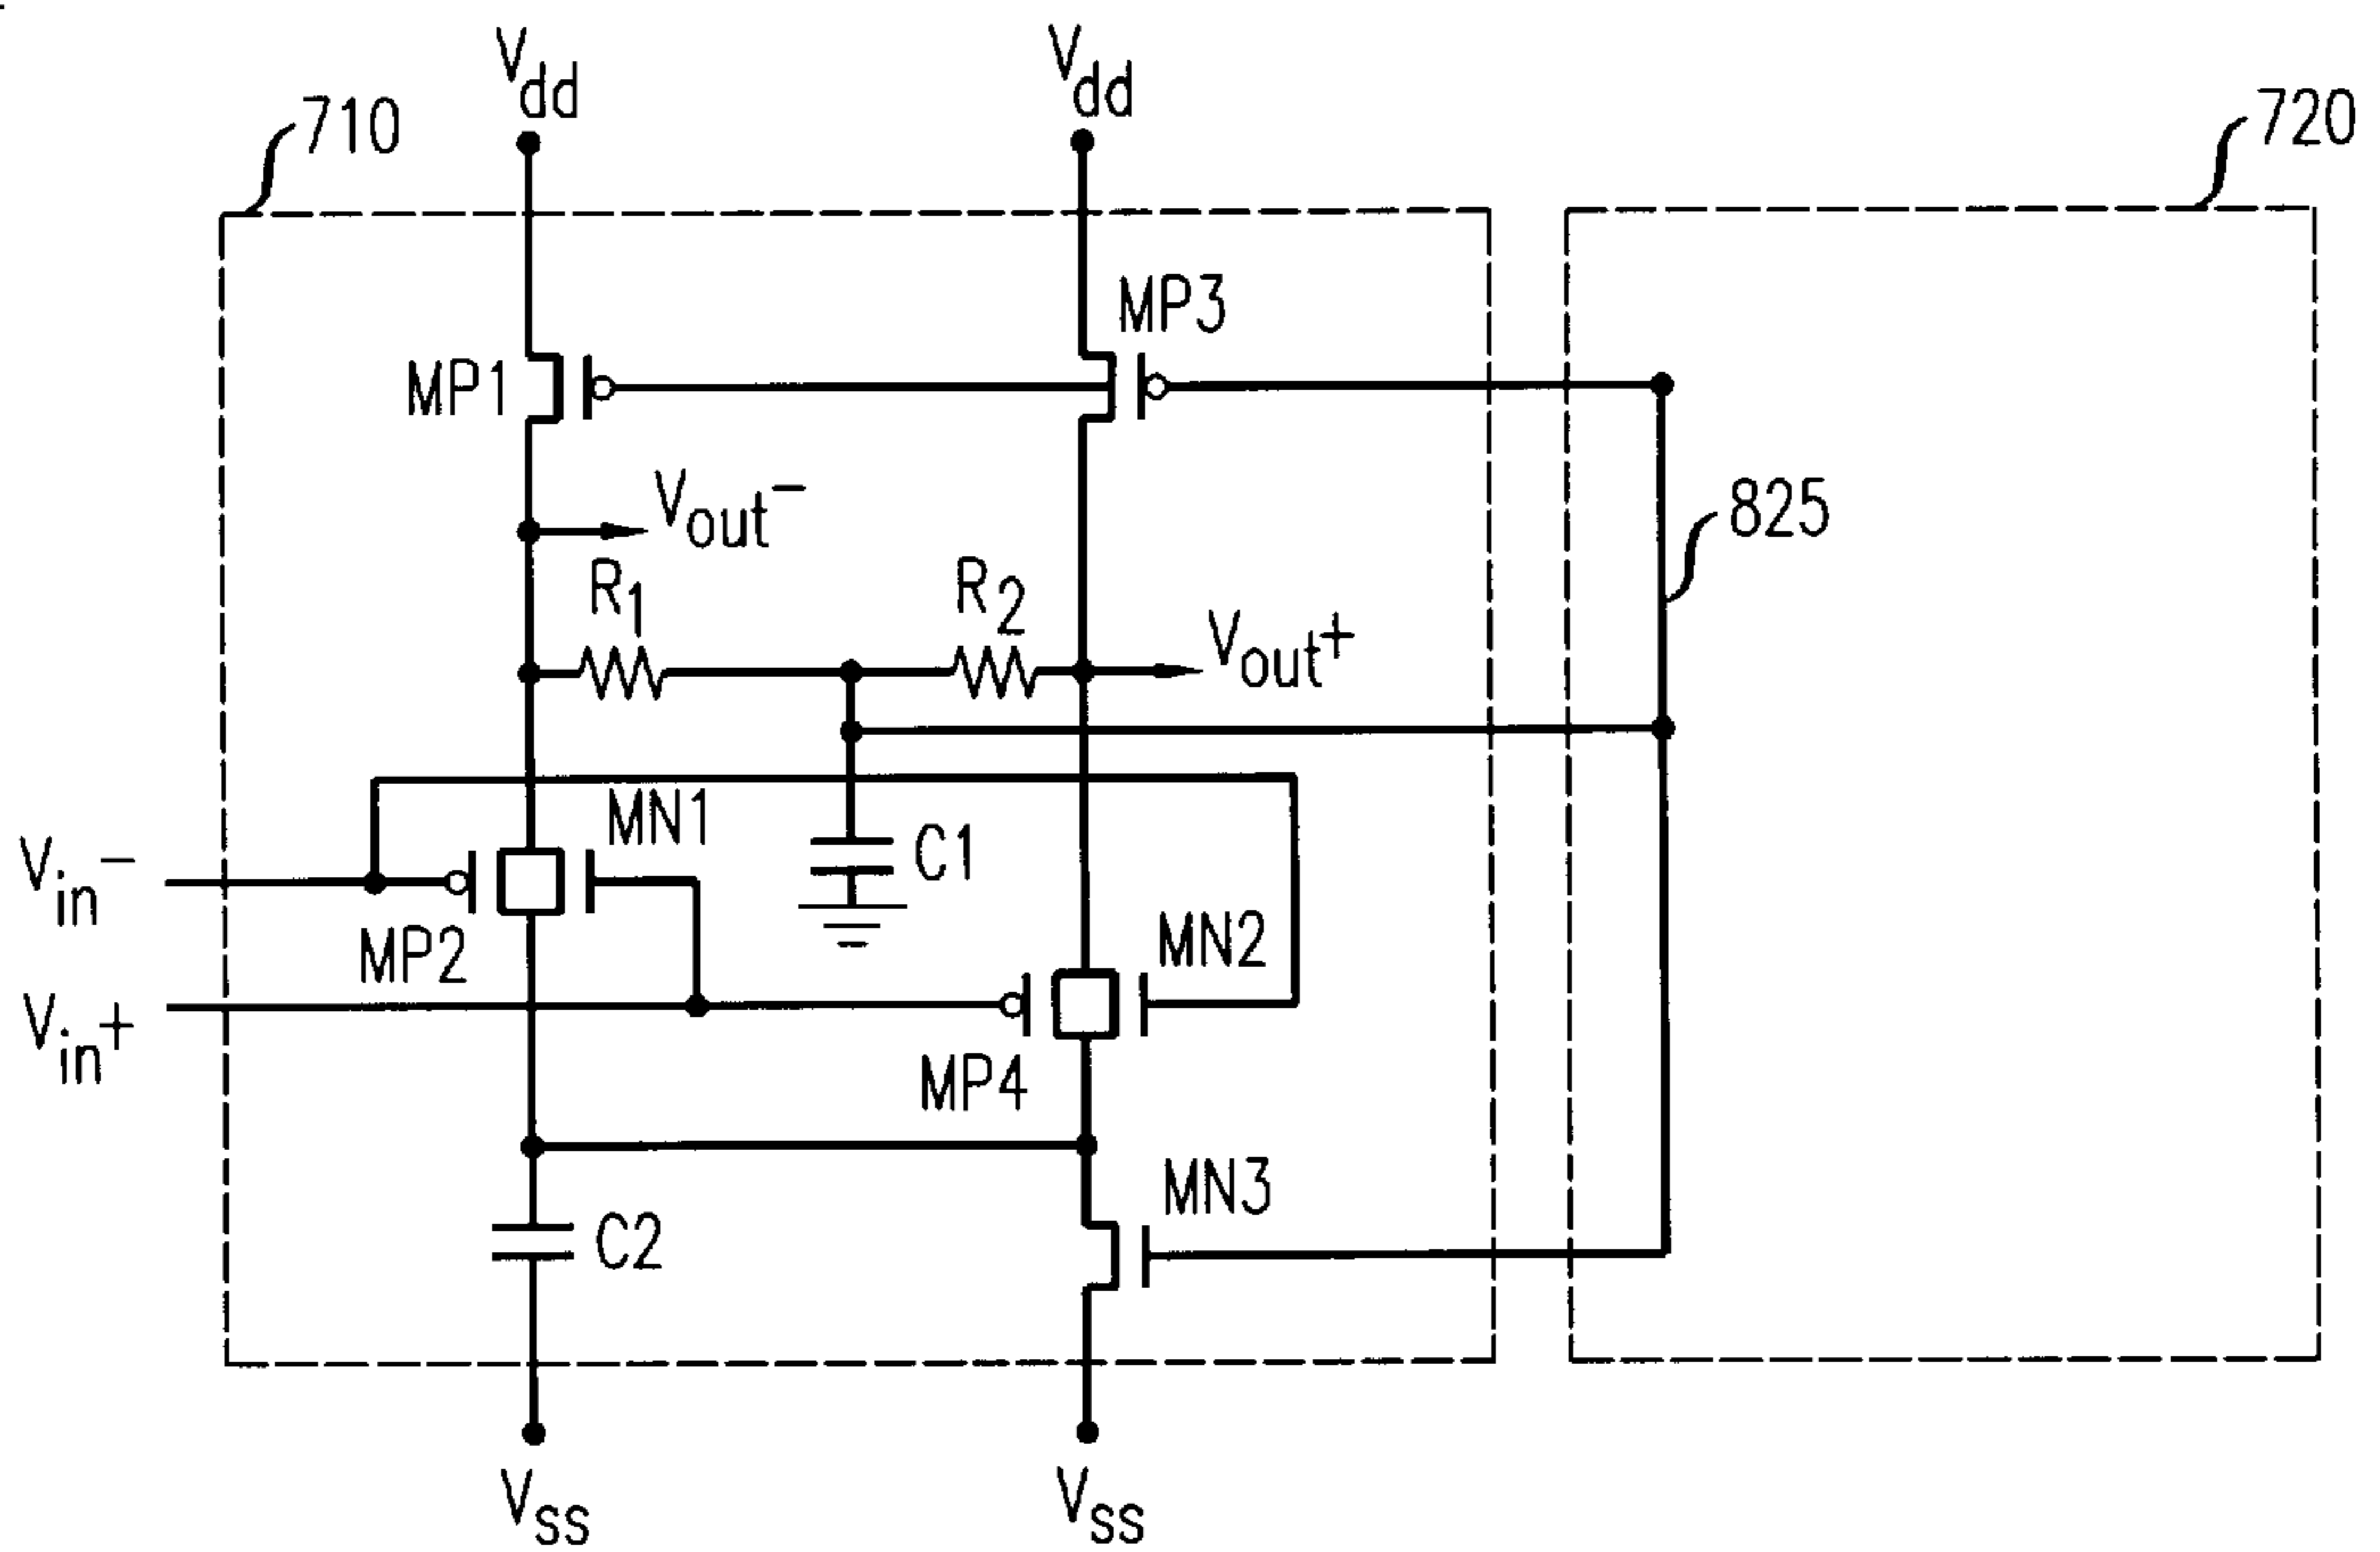 Vdd
Vdd
710
720
MP3
MP1
Vout-
825
R1
R2
Vout+
MN1
Vin-
C1
MP2
MN2
Vin+
MP4
MN3
C2
Vss
Vss